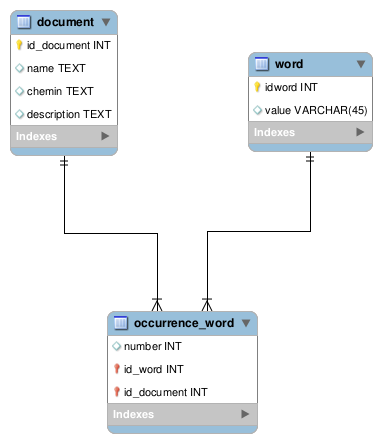 document
id_document INT
name TEXT
chemin TEXT
description TEXT
Indexes
word
idword INT
value VARCHAR(45)
Indexes
occurrence_word
number INT
id_word INT
id_document INT
Indexes